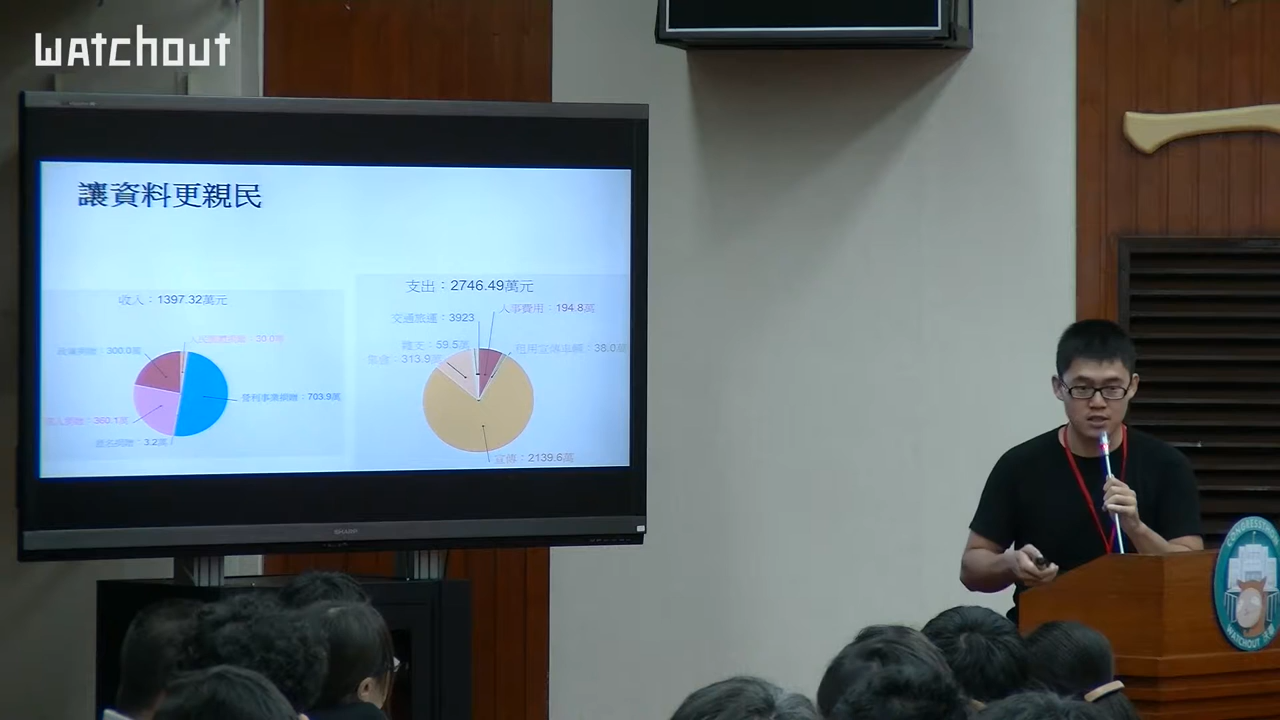 watchout
讓資料更親民
收入：1397.32萬元
政黨捐贈：300.0萬
營利事業捐贈：703.9萬
個人捐贈：360.1萬
匿名捐贈：3.2萬
支出：2746.49萬元
人事費用：194.8萬
交通旅運：3923
雜支：59.5萬
租用宣傳車輛：38.0萬
集會：313.9萬
宣傳：2139.6萬
SHARP
WATCHOUT